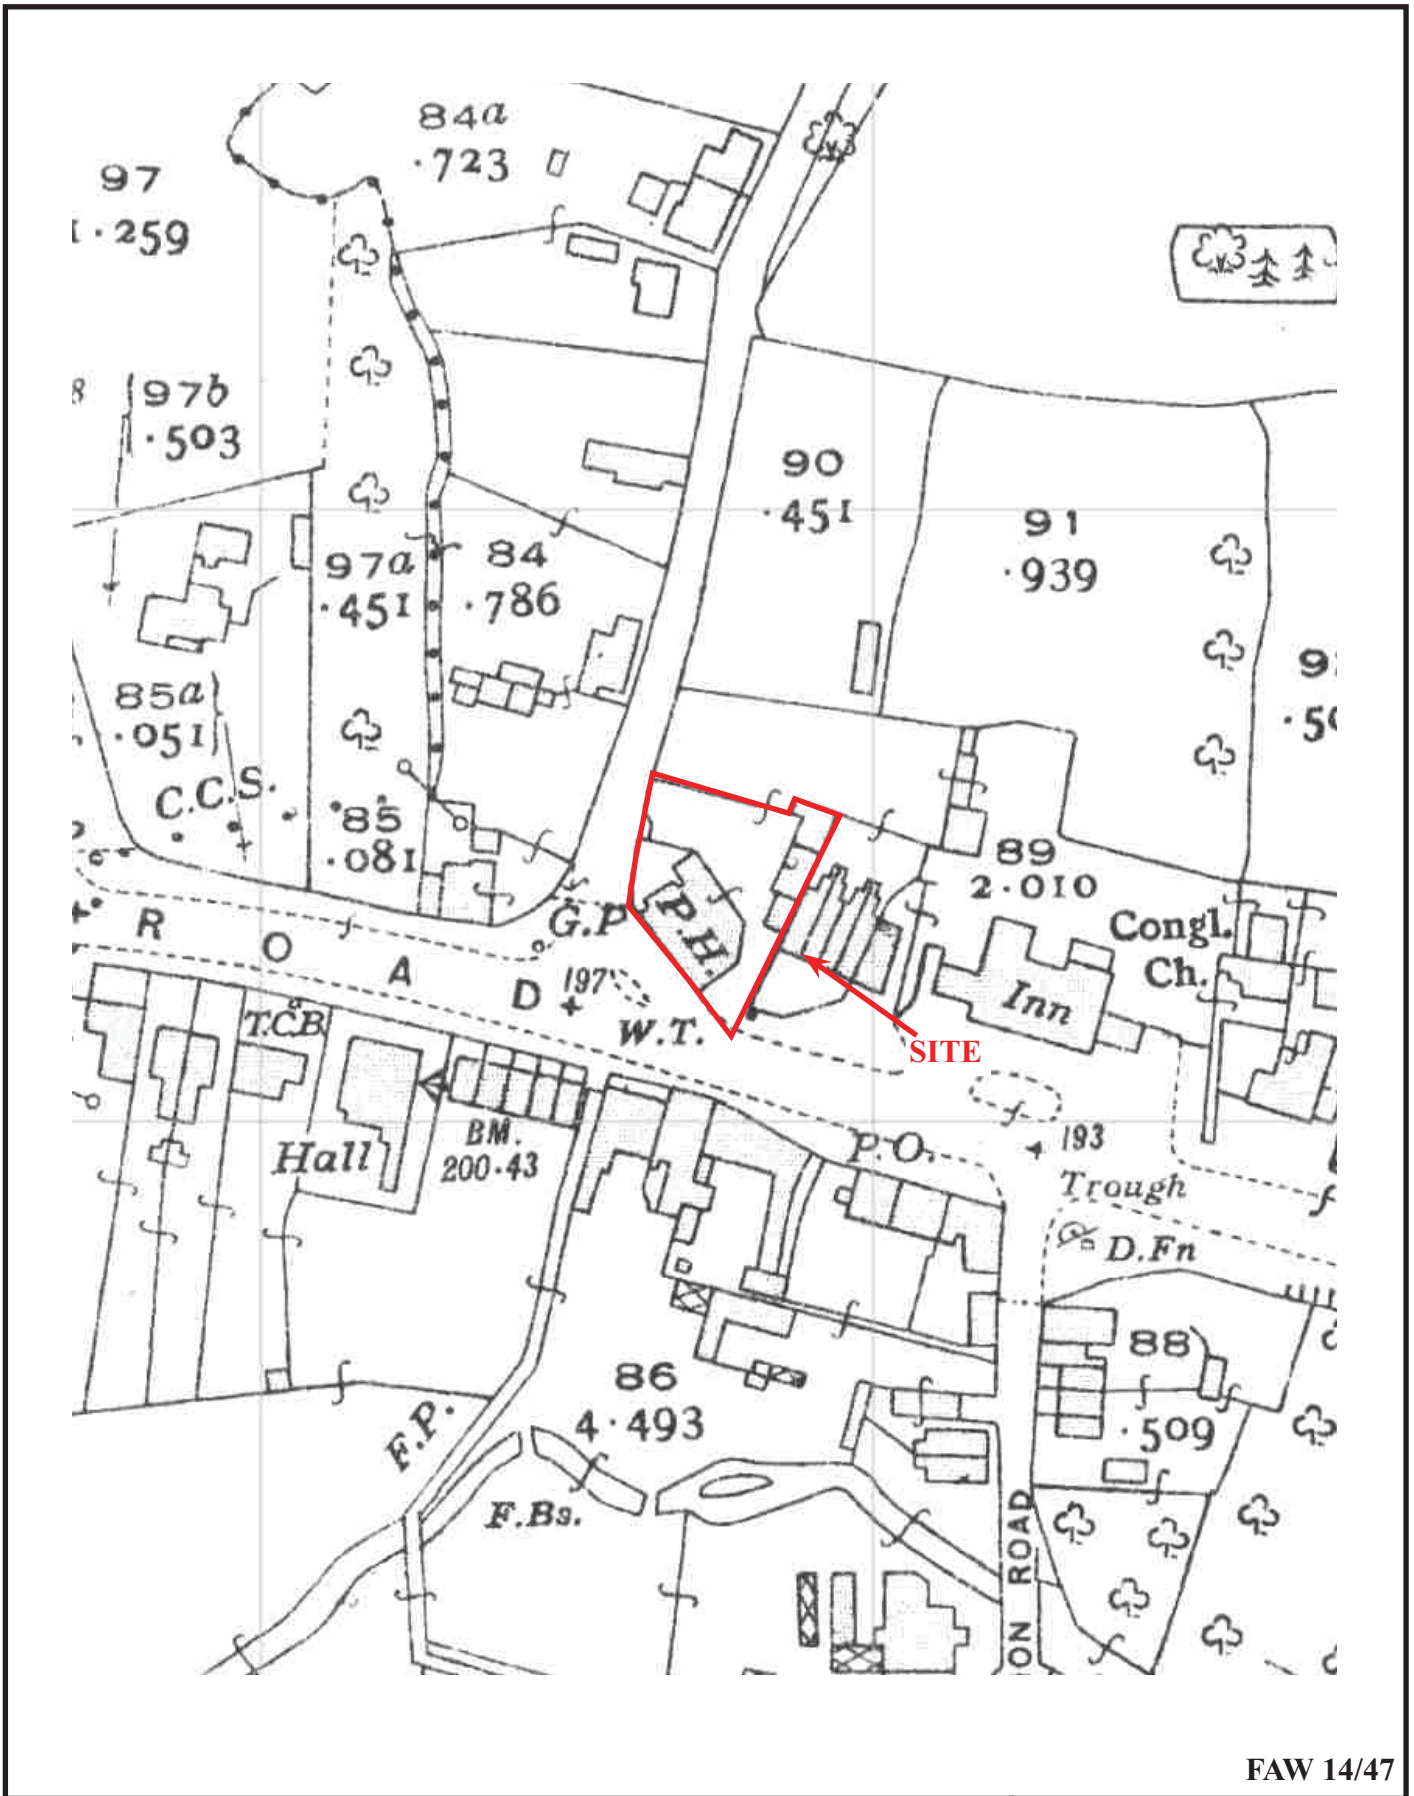 84a
·723
97
1·259
97b
·503
90
·451
91
·939
97a
·451
84
·786
85a
·051
C.C.S.
85
·081
89
2·010
Congl.
Ch.
G.P
P.H.
R O A D
197
W.T.
Inn
SITE
T.C.B
Hall
BM.
200·43
P.O.
193
Trough
D.Fn
88
·509
86
4·493
F.P.
F.Bs.
ON ROAD
FAW 14/47